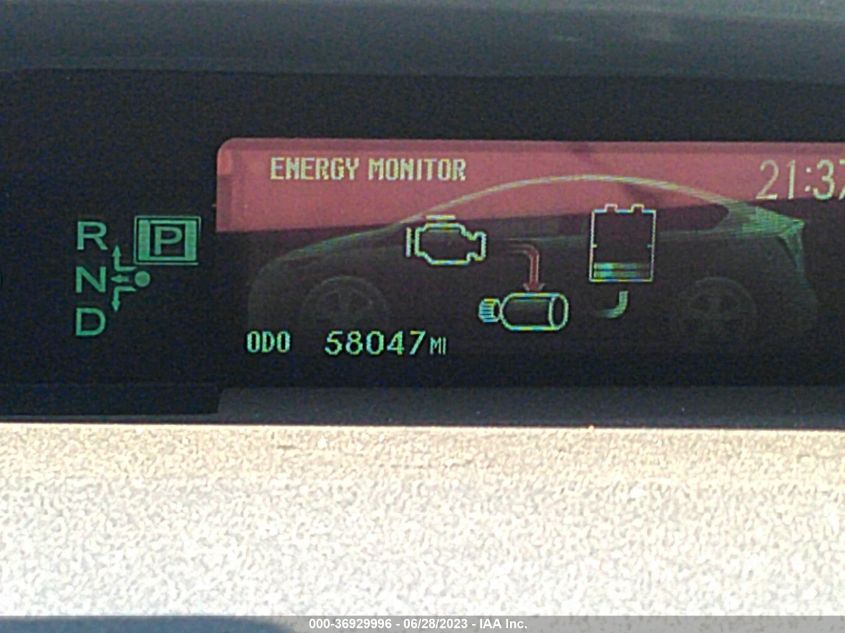 ENERGY MONITOR
21:37
R P
N
D
ODO 58047 MI
000-36929996 - 06/28/2023 - IAA Inc.